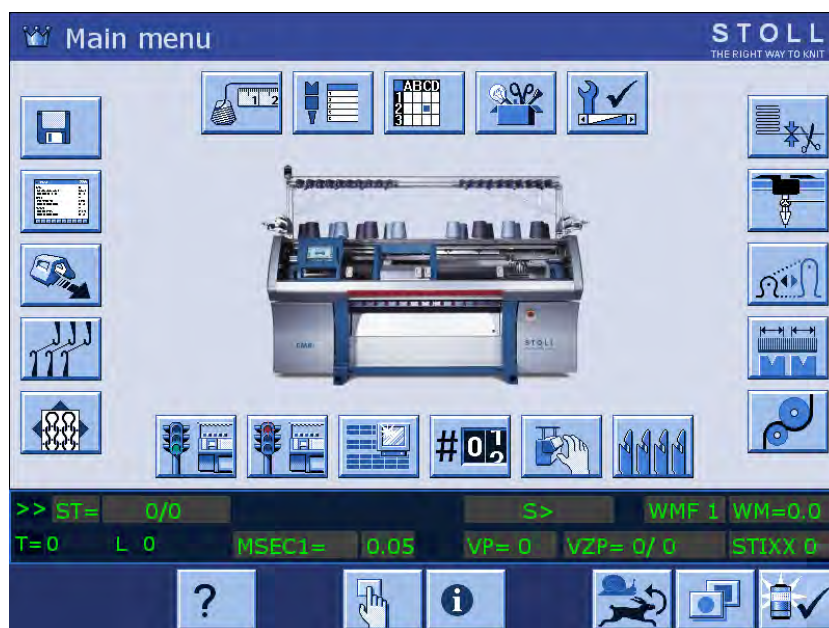 Main menu
STOLL
THE RIGHT WAY TO KNIT
1 2
ABCD
1
2
3
STOLL
#
>> ST= 0/0 S> WMF 1 WM=0.0
T=0 L 0 MSEC1= 0.05 VP= 0 VZP= 0/ 0 STIXX 0
?
i